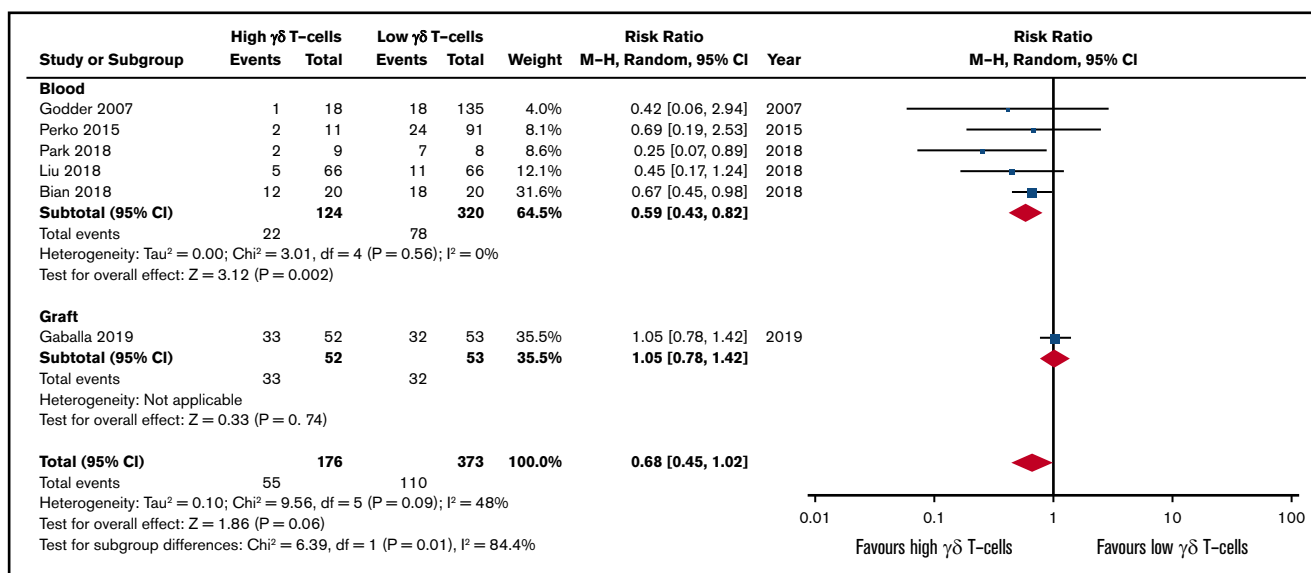 High γδ T–cells Low γδ T–cells Risk Ratio Risk Ratio
Study or Subgroup Events Total Events Total Weight M–H, Random, 95% CI Year M–H, Random, 95% CI
Blood
Godder 2007 1 18 18 135 4.0% 0.42 [0.06, 2.94] 2007
Perko 2015 2 11 24 91 8.1% 0.69 [0.19, 2.53] 2015
Park 2018 2 9 7 8 8.6% 0.25 [0.07, 0.89] 2018
Liu 2018 5 66 11 66 12.1% 0.45 [0.17, 1.24] 2018
Bian 2018 12 20 18 20 31.6% 0.67 [0.45, 0.98] 2018
Subtotal (95% CI) 124 320 64.5% 0.59 [0.43, 0.82]
Total events 22 78
Heterogeneity: Tau² = 0.00; Chi² = 3.01, df = 4 (P = 0.56); I² = 0%
Test for overall effect: Z = 3.12 (P = 0.002)
Graft
Gaballa 2019 33 52 32 53 35.5% 1.05 [0.78, 1.42] 2019
Subtotal (95% CI) 52 53 35.5% 1.05 [0.78, 1.42]
Total events 33 32
Heterogeneity: Not applicable
Test for overall effect: Z = 0.33 (P = 0. 74)
Total (95% CI) 176 373 100.0% 0.68 [0.45, 1.02]
Total events 55 110
Heterogeneity: Tau² = 0.10; Chi² = 9.56, df = 5 (P = 0.09); I² = 48%
Test for overall effect: Z = 1.86 (P = 0.06)
Test for subgroup differences: Chi² = 6.39, df = 1 (P = 0.01), I² = 84.4%
0.01 0.1 1 10 100
Favours high γδ T–cells Favours low γδ T–cells